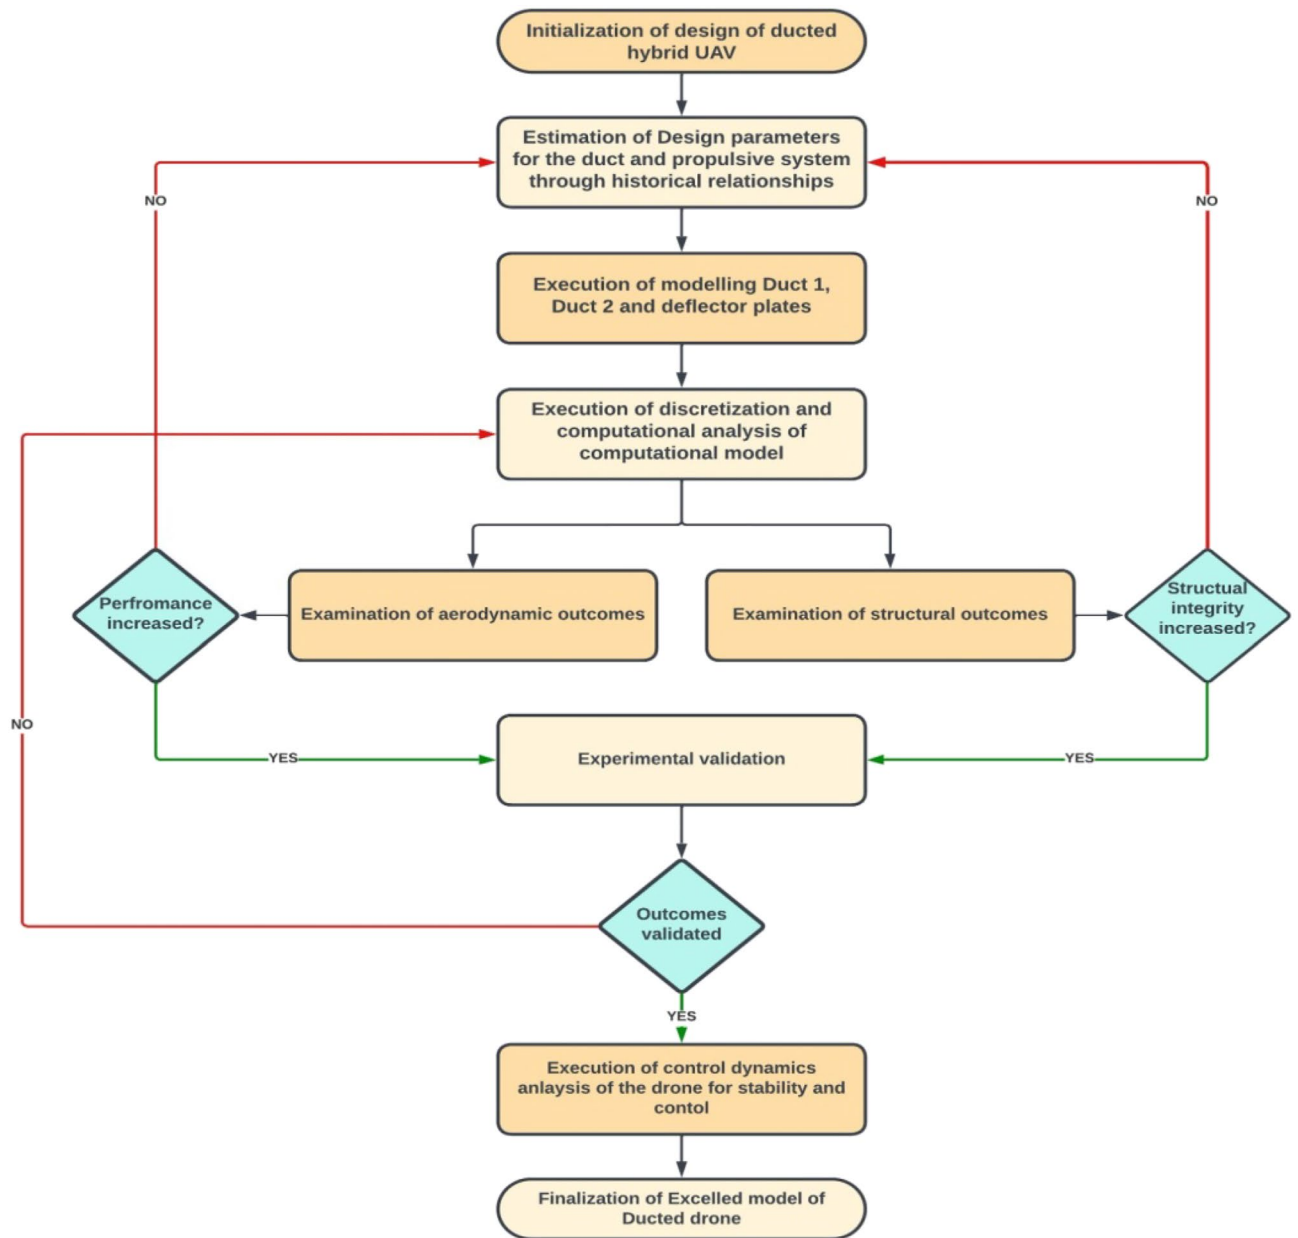 Initialization of design of ducted
hybrid UAV
Estimation of Design parameters
for the duct and propulsive system
through historical relationships
NO
NO
Execution of modelling Duct 1,
Duct 2 and deflector plates
Execution of discretization and
computational analysis of
computational model
Perfromance
increased?
Examination of aerodynamic outcomes
Examination of structural outcomes
Structual
integrity
increased?
NO
YES
Experimental validation
YES
Outcomes
validated
YES
Execution of control dynamics
anlaysis of the drone for stability and
contol
Finalization of Excelled model of
Ducted drone